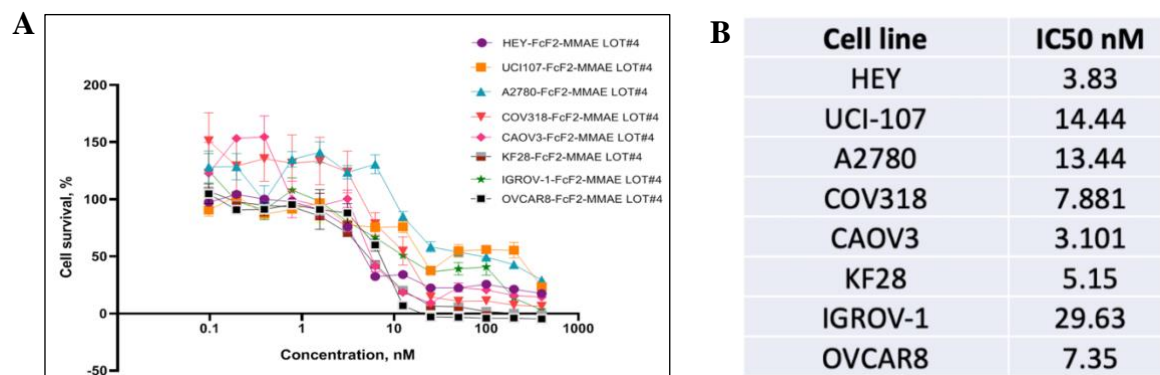 A
HEY-FcF2-MMAE LOT#4
UCI107-FcF2-MMAE LOT#4
A2780-FcF2-MMAE LOT#4
COV318-FcF2-MMAE LOT#4
CAOV3-FcF2-MMAE LOT#4
KF28-FcF2-MMAE LOT#4
IGROV-1-FcF2-MMAE LOT#4
OVCAR8-FcF2-MMAE LOT#4
Cell survival, %
200
150
100
50
0
-50
0.1 1 10 100 1000
Concentration, nM
B
Cell line IC50 nM
HEY 3.83
UCI-107 14.44
A2780 13.44
COV318 7.881
CAOV3 3.101
KF28 5.15
IGROV-1 29.63
OVCAR8 7.35